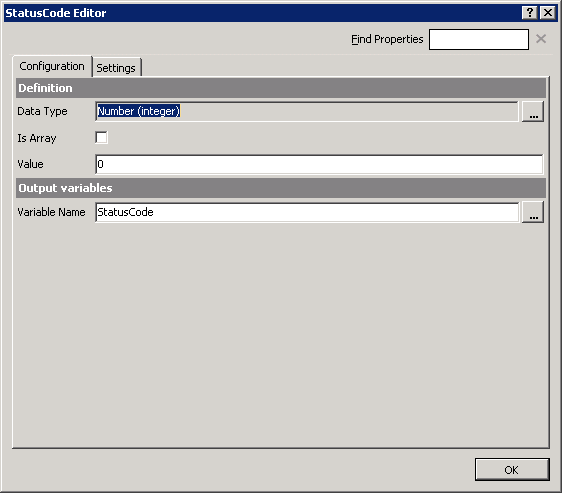 StatusCode Editor
Find Properties
Configuration Settings
Definition
Data Type Number (integer) ...
Is Array
Value 0
Output variables
Variable Name StatusCode ...
OK